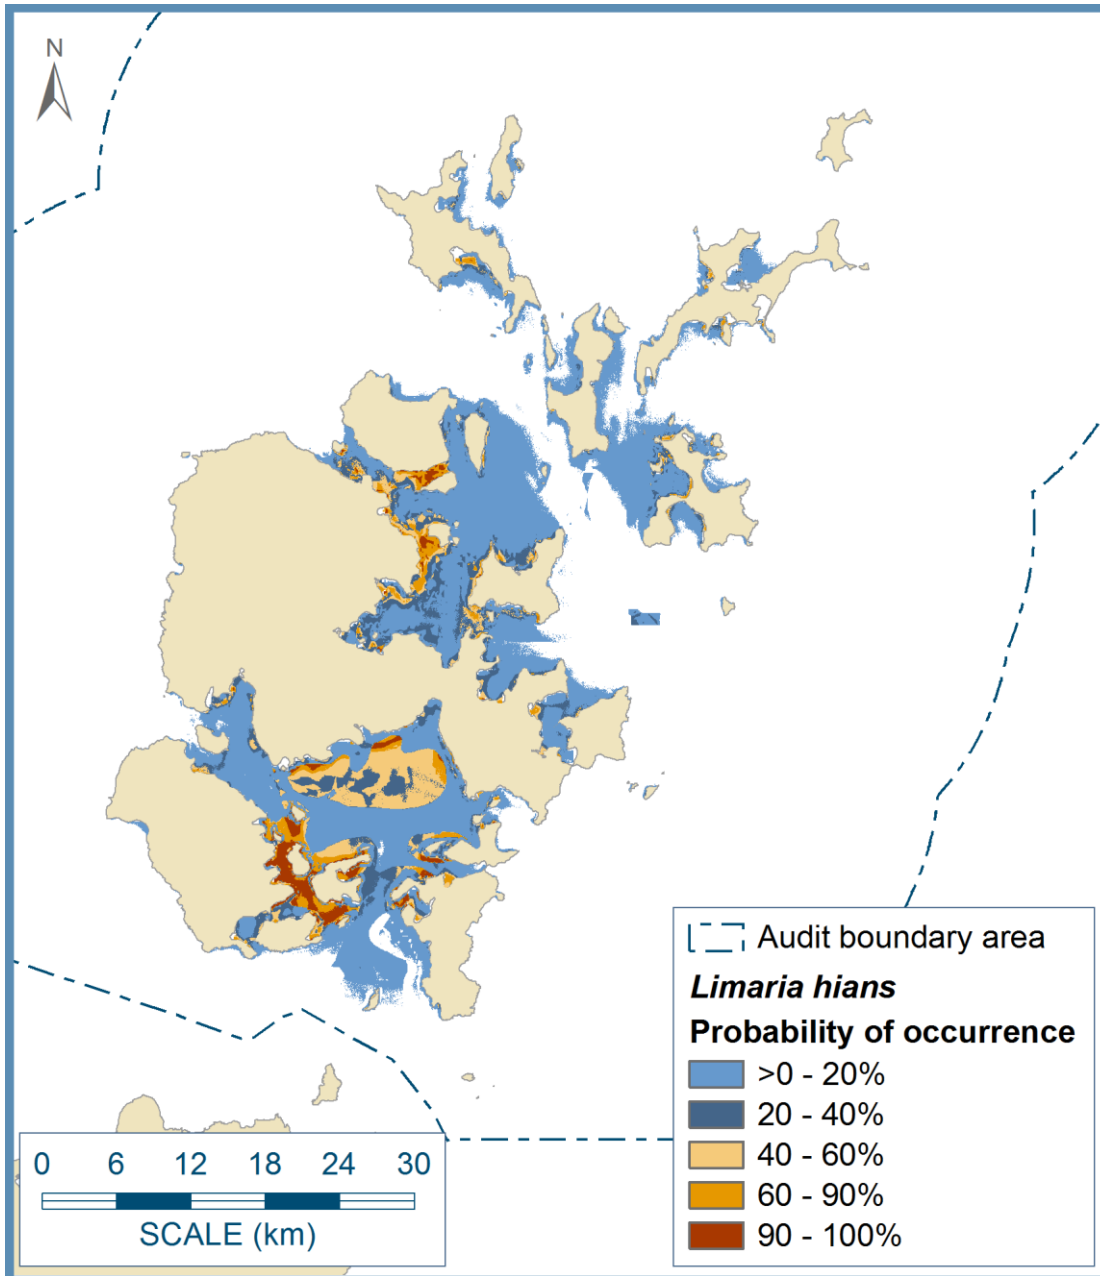 N
Audit boundary area
Limaria hians
Probability of occurrence
>0 - 20%
20 - 40%
40 - 60%
60 - 90%
90 - 100%
0 6 12 18 24 30
SCALE (km)